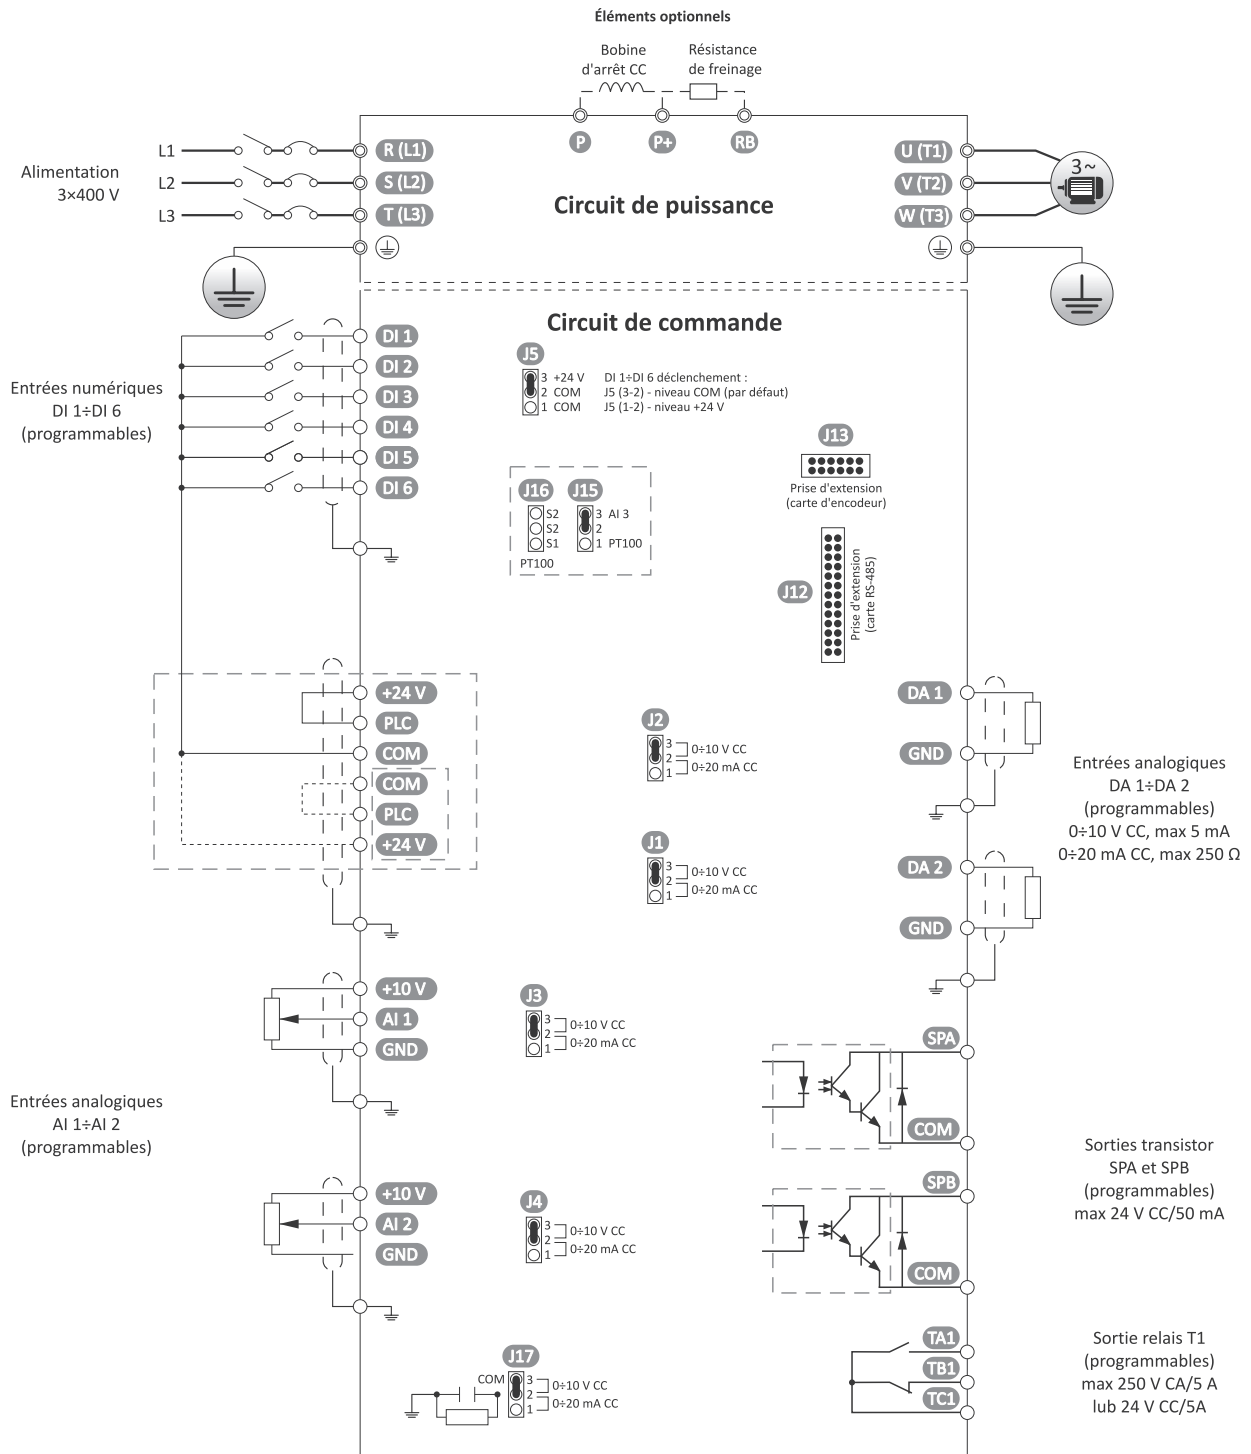 Éléments optionnels
Bobine
d'arrêt CC
Résistance
de freinage
P
P+
RB
Alimentation
3×400 V
L1
L2
L3
R (L1)
S (L2)
T (L3)
Circuit de puissance
U (T1)
V (T2)
W (T3)
3~
Circuit de commande
Entrées numériques
DI 1÷DI 6
(programmables)
DI 1
DI 2
DI 3
DI 4
DI 5
DI 6
J5
3 +24 V
2 COM
1 COM
DI 1÷DI 6 déclenchement :
J5 (3-2) - niveau COM (par défaut)
J5 (1-2) - niveau +24 V
J13
Prise d'extension
(carte d'encodeur)
J16
S2
S2
S1
PT100
J15
3 AI 3
2
1 PT100
J12
Prise d'extension
(carte RS-485)
+24 V
PLC
COM
COM
PLC
+24 V
J2
3
2
1
0÷10 V CC
0÷20 mA CC
J1
3
2
1
0÷10 V CC
0÷20 mA CC
DA 1
GND
DA 2
GND
Entrées analogiques
DA 1÷DA 2
(programmables)
0÷10 V CC, max 5 mA
0÷20 mA CC, max 250 Ω
Entrées analogiques
AI 1÷AI 2
(programmables)
+10 V
AI 1
GND
J3
3
2
1
0÷10 V CC
0÷20 mA CC
+10 V
AI 2
GND
J4
3
2
1
0÷10 V CC
0÷20 mA CC
SPA
COM
SPB
COM
Sorties transistor
SPA et SPB
(programmables)
max 24 V CC/50 mA
J17
COM
3
2
1
0÷10 V CC
0÷20 mA CC
TA1
TB1
TC1
Sortie relais T1
(programmables)
max 250 V CA/5 A
lub 24 V CC/5A